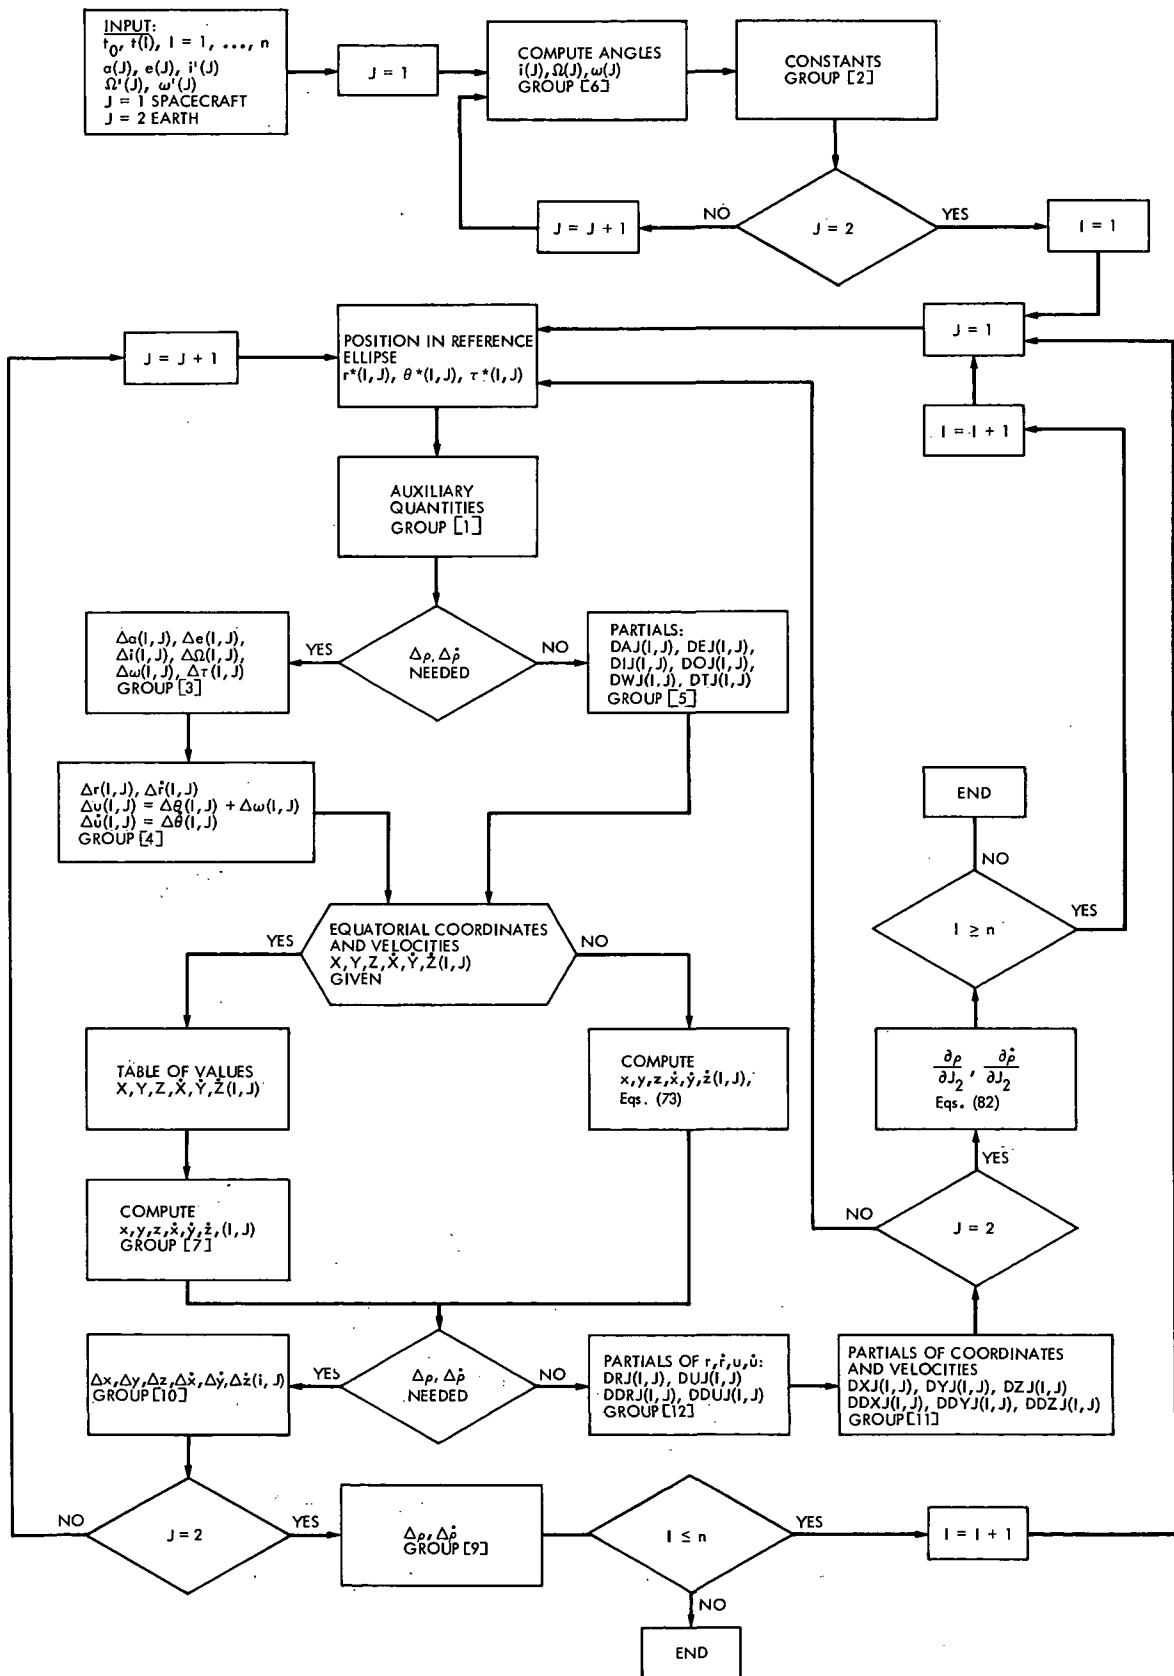 INPUT:
t₀, t(I), I = 1, ..., n
a(J), e(J), i'(J)
Ω'(J), ω'(J)
J = 1 SPACECRAFT
J = 2 EARTH
J = 1
COMPUTE ANGLES
i(J), Ω(J), ω(J)
GROUP [6]
CONSTANTS
GROUP [2]
J = J + 1
NO
J = 2
YES
I = 1
J = J + 1
POSITION IN REFERENCE
ELLIPSE
r*(I,J), θ*(I,J), τ*(I,J)
J = 1
I = I + 1
AUXILIARY
QUANTITIES
GROUP [1]
Δa(I,J), Δe(I,J),
Δi(I,J), ΔΩ(I,J),
Δω(I,J), Δτ(I,J)
GROUP [3]
YES
Δρ, Δρ̇
NEEDED
NO
PARTIALS:
DAJ(I,J), DEJ(I,J),
DIJ(I,J), DOJ(I,J),
DWJ(I,J), DTJ(I,J)
GROUP [5]
Δr(I,J), Δṙ(I,J)
Δu(I,J) = Δθ(I,J) + Δω(I,J)
Δu̇(I,J) = Δθ̇(I,J)
GROUP [4]
END
NO
I ≥ n
YES
YES
EQUATORIAL COORDINATES
AND VELOCITIES
X,Y,Z,Ẋ,Ẏ,Ż(I,J)
GIVEN
NO
TABLE OF VALUES
X,Y,Z,Ẋ,Ẏ,Ż(I,J)
COMPUTE
x,y,z,ẋ,ẏ,ż(I,J),
Eqs. (73)
∂ρ/∂J₂, ∂ρ̇/∂J₂
Eqs. (82)
YES
COMPUTE
x,y,z,ẋ,ẏ,ż,(I,J)
GROUP [7]
NO
J = 2
Δx,Δy,Δz,Δẋ,Δẏ,Δż(i,J)
GROUP [10]
YES
Δρ, Δρ̇
NEEDED
NO
PARTIALS OF r,ṙ,u,u̇:
DRJ(I,J), DUJ(I,J)
DDRJ(I,J), DDUJ(I,J)
GROUP [12]
PARTIALS OF COORDINATES
AND VELOCITIES
DXJ(I,J), DYJ(I,J), DZJ(I,J)
DDXJ(I,J), DDYJ(I,J), DDZJ(I,J)
GROUP [11]
NO
J = 2
YES
Δρ, Δρ̇
GROUP [9]
I ≤ n
YES
I = I + 1
NO
END